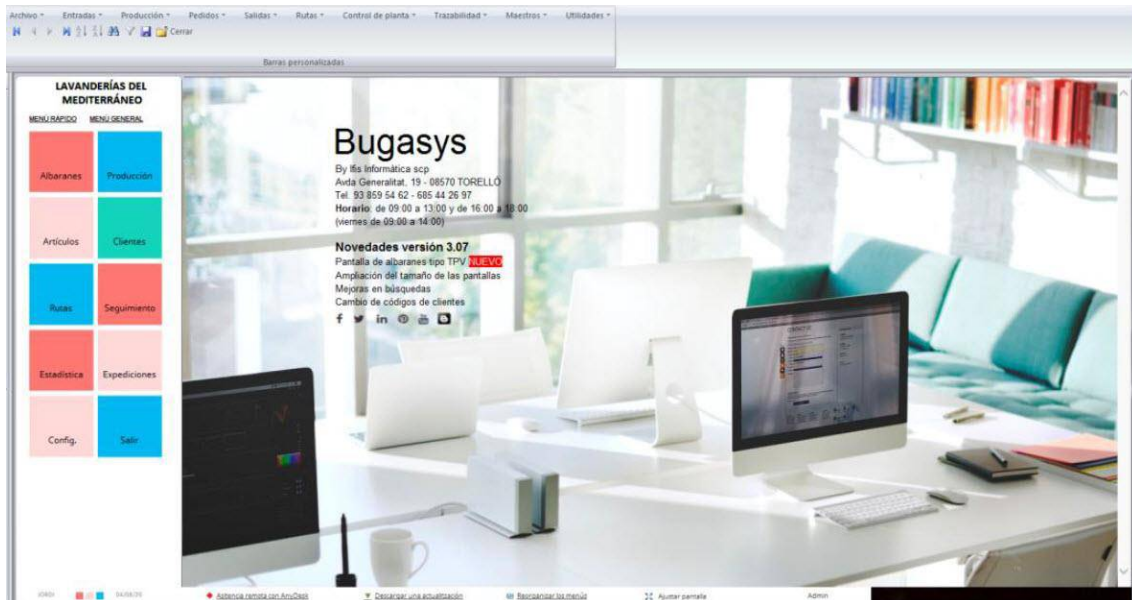 Archivo Entradas Producción Pedidos Salidas Rutas Control de planta Trazabilidad Maestros Utilidades
Cerrar
Barras personalizadas
LAVANDERÍAS DEL
MEDITERRÁNEO
MENÚ RÁPIDO MENÚ GENERAL
Albaranes Producción
Artículos Clientes
Rutas Seguimiento
Estadística Expediciones
Config. Salir
Bugasys
By Ifis Informática scp
Avda Generalitat, 19 - 08570 TORELLÓ
Tel. 93 859 54 62 - 685 44 26 97
Horario: de 09:00 a 13:00 y de 16:00 a 18:00
(viernes de 09:00 a 14:00)
Novedades versión 3.07
Pantalla de albaranes tipo TPV NUEVO
Ampliación del tamaño de las pantallas
Mejoras en búsquedas
Cambio de códigos de clientes
JORDI Asitencia remota con AnyDesk Descargar una actualización Reorganizar los menús Ajustar pantalla Admin